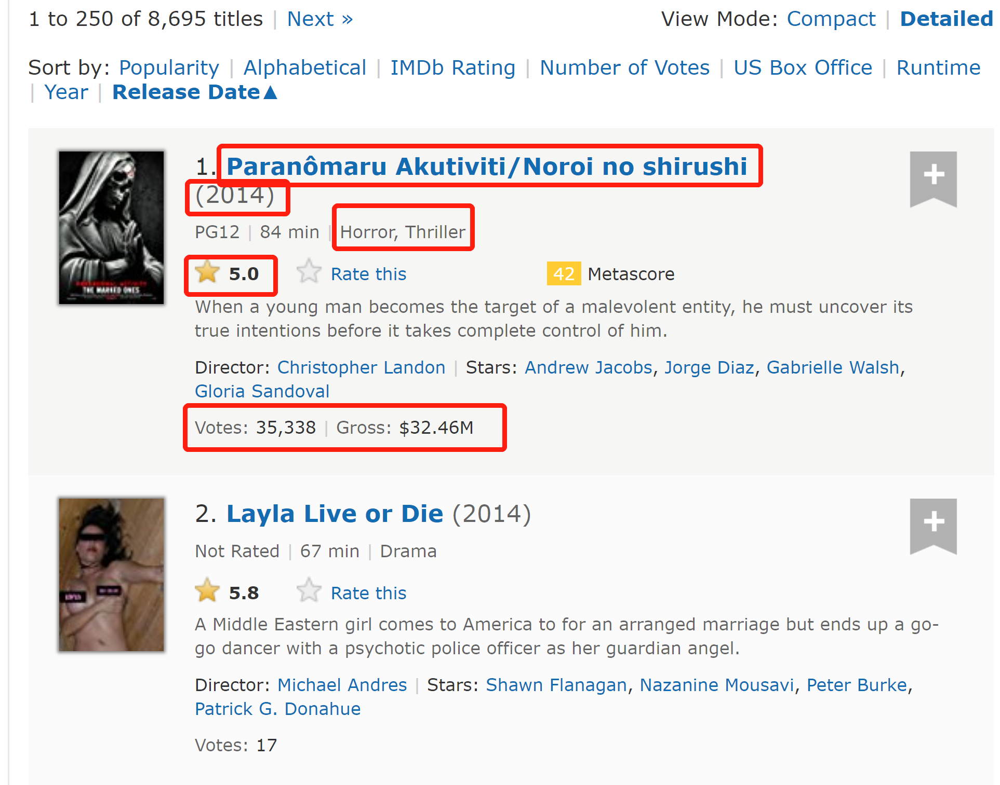 1 to 250 of 8,695 titles | Next »
View Mode: Compact | Detailed
Sort by: Popularity | Alphabetical | IMDb Rating | Number of Votes | US Box Office | Runtime
| Year | Release Date▲
1. Paranômaru Akutiviti/Noroi no shirushi
(2014)
PG12 | 84 min | Horror, Thriller
5.0 Rate this 42 Metascore
When a young man becomes the target of a malevolent entity, he must uncover its
true intentions before it takes complete control of him.
Director: Christopher Landon | Stars: Andrew Jacobs, Jorge Diaz, Gabrielle Walsh,
Gloria Sandoval
Votes: 35,338 | Gross: $32.46M
PARANORMAL ACTIVITY
THE MARKED ONES
2. Layla Live or Die (2014)
Not Rated | 67 min | Drama
5.8 Rate this
A Middle Eastern girl comes to America to for an arranged marriage but ends up a go-
go dancer with a psychotic police officer as her guardian angel.
Director: Michael Andres | Stars: Shawn Flanagan, Nazanine Mousavi, Peter Burke,
Patrick G. Donahue
Votes: 17